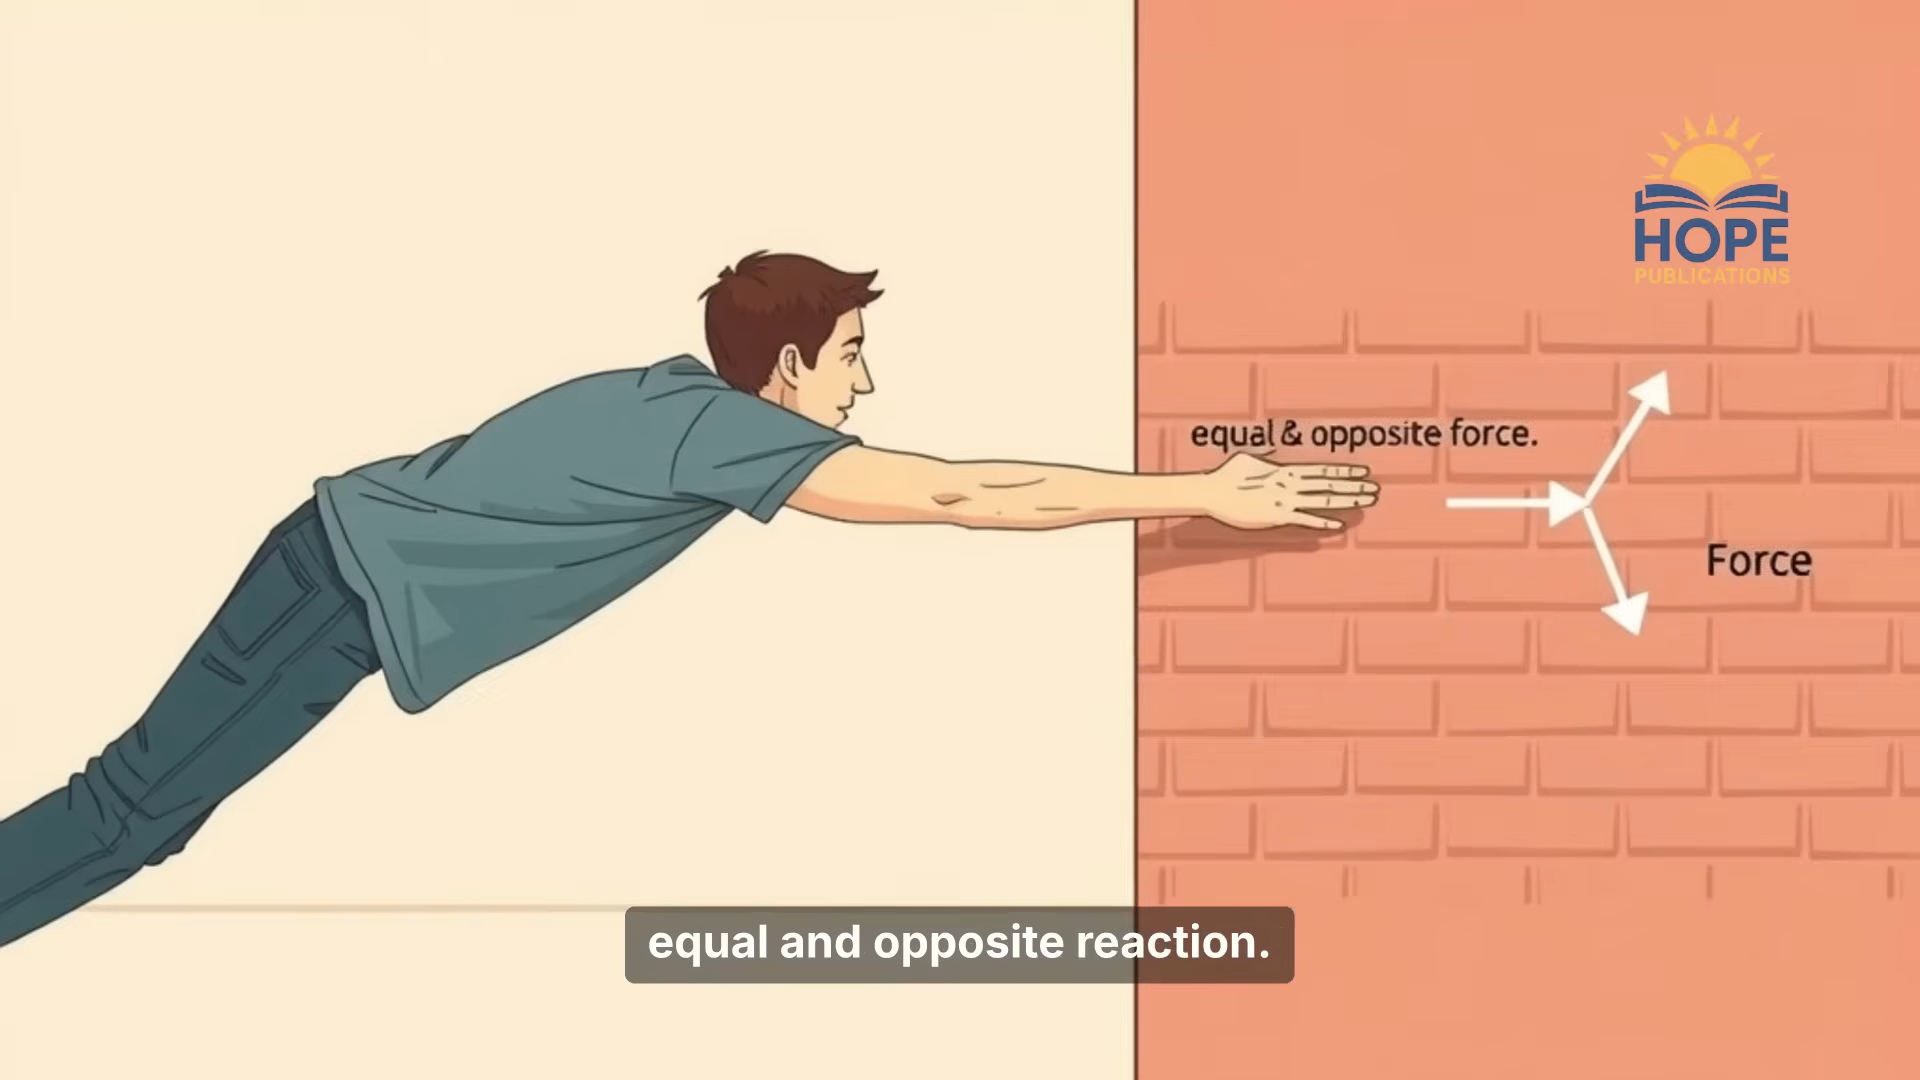 HOPE
PUBLICATIONS
equal & opposite force.
Force
equal and opposite reaction.